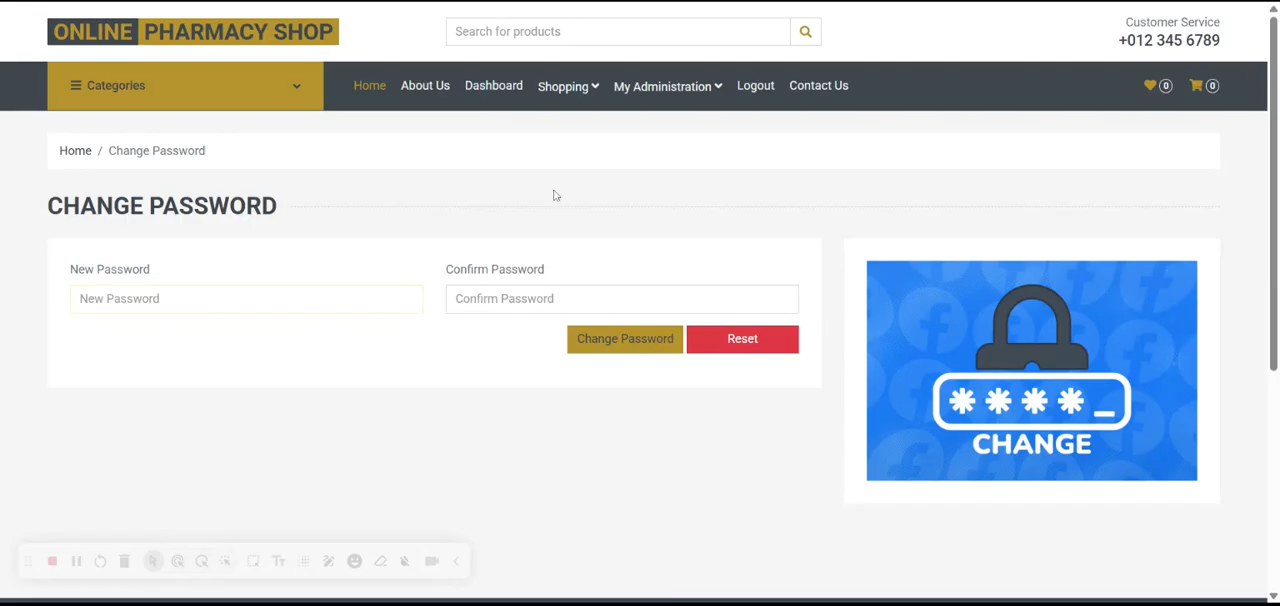 ONLINE PHARMACY SHOP
Search for products
Customer Service
+012 345 6789
Categories
Home About Us Dashboard Shopping My Administration Logout Contact Us
0 0
Home / Change Password
CHANGE PASSWORD
New Password Confirm Password
New Password Confirm Password
Change Password Reset
****_
CHANGE
Tт